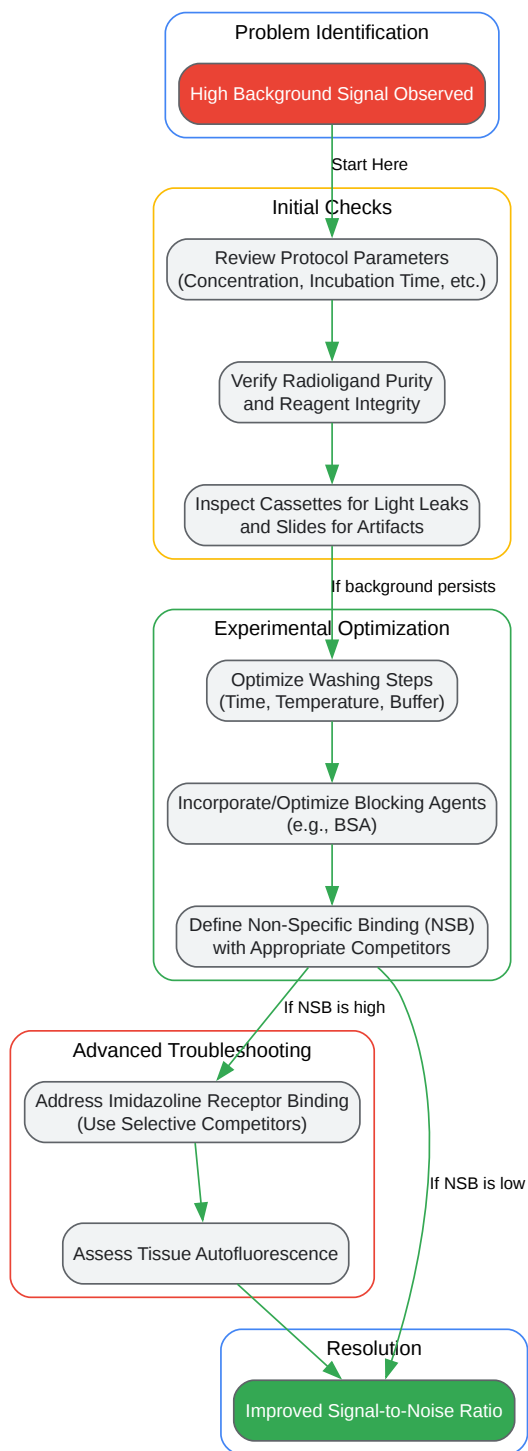 Problem Identification
High Background Signal Observed
Start Here
Initial Checks
Review Protocol Parameters
(Concentration, Incubation Time, etc.)
Verify Radioligand Purity
and Reagent Integrity
Inspect Cassettes for Light Leaks
and Slides for Artifacts
If background persists
Experimental Optimization
Optimize Washing Steps
(Time, Temperature, Buffer)
Incorporate/Optimize Blocking Agents
(e.g., BSA)
Define Non-Specific Binding (NSB)
with Appropriate Competitors
If NSB is high
Advanced Troubleshooting
Address Imidazoline Receptor Binding
(Use Selective Competitors)
If NSB is low
Assess Tissue Autofluorescence
Resolution
Improved Signal-to-Noise Ratio